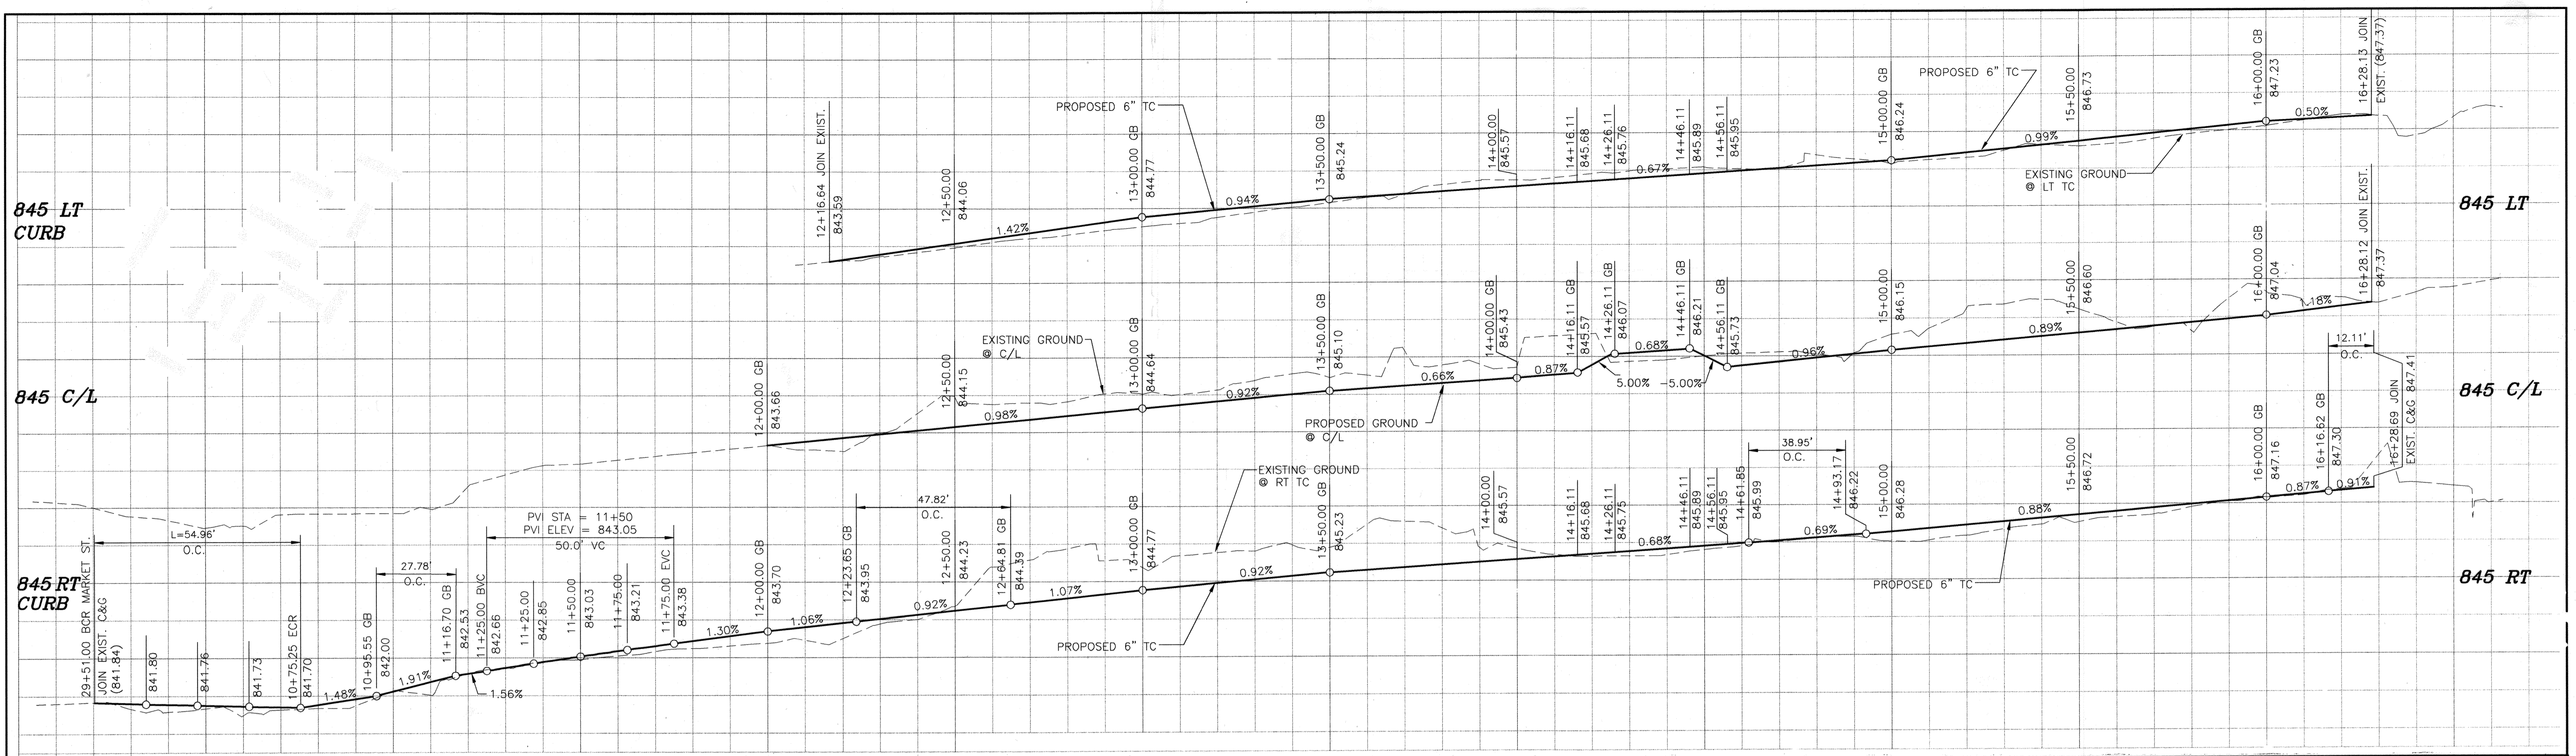 845 LT
CURB
12+16.64 JOIN EXIIST.
843.59
12+50.00
844.06
1.42%
PROPOSED 6" TC
13+00.00 GB
844.77
0.94%
13+50.00 GB
845.24
14+00.00
845.57
14+16.11
845.68
14+26.11
845.76
0.67%
14+46.11
845.89
14+56.11
845.95
15+00.00 GB
846.24
PROPOSED 6" TC
0.99%
15+50.00
846.73
EXISTING GROUND
@ LT TC
16+00.00 GB
847.23
0.50%
16+28.13 JOIN
EXIST. (847.37)
845 LT
845 C/L
12+00.00 GB
843.66
12+50.00
844.15
0.98%
EXISTING GROUND
@ C/L
13+00.00 GB
844.64
0.92%
13+50.00 GB
845.10
PROPOSED GROUND
@ C/L
0.66%
14+00.00 GB
845.43
0.87%
14+16.11 GB
845.57
14+26.11 GB
846.07
0.68%
5.00%
-5.00%
14+46.11 GB
846.21
14+56.11 GB
845.73
0.96%
15+00.00
846.15
0.89%
15+50.00
846.60
16+00.00 GB
847.04
1.18%
16+28.12 JOIN EXIST.
847.37
845 C/L
845 RT
CURB
29+51.00 BCR MARKET ST.
JOIN EXIST. C&G
(841.84)
L=54.96'
O.C.
841.80
841.76
841.73
10+75.25 ECR
841.70
1.48%
10+95.55 GB
842.00
27.78'
O.C.
1.91%
11+16.70 GB
842.53
1.56%
11+25.00 BVC
842.66
PVI STA = 11+50
PVI ELEV = 843.05
50.0' VC
11+25.00
842.85
11+50.00
843.03
11+75.00
843.21
11+75.00 EVC
843.38
1.30%
12+00.00 GB
843.70
1.06%
12+23.65 GB
843.95
47.82'
O.C.
0.92%
12+50.00
844.23
12+64.81 GB
844.39
1.07%
PROPOSED 6" TC
13+00.00 GB
844.77
0.92%
EXISTING GROUND
@ RT TC
13+50.00 GB
845.23
14+00.00
845.57
14+16.11
845.68
14+26.11
845.75
0.68%
14+46.11
845.89
14+56.11
845.95
14+61.85
845.99
38.95'
O.C.
0.69%
14+93.17
846.22
15+00.00
846.28
PROPOSED 6" TC
0.88%
15+50.00
846.72
16+00.00 GB
847.16
0.87%
16+16.62 GB
847.30
12.11'
O.C.
0.91%
16+28.69 JOIN
EXIST. C&G 847.41
845 RT